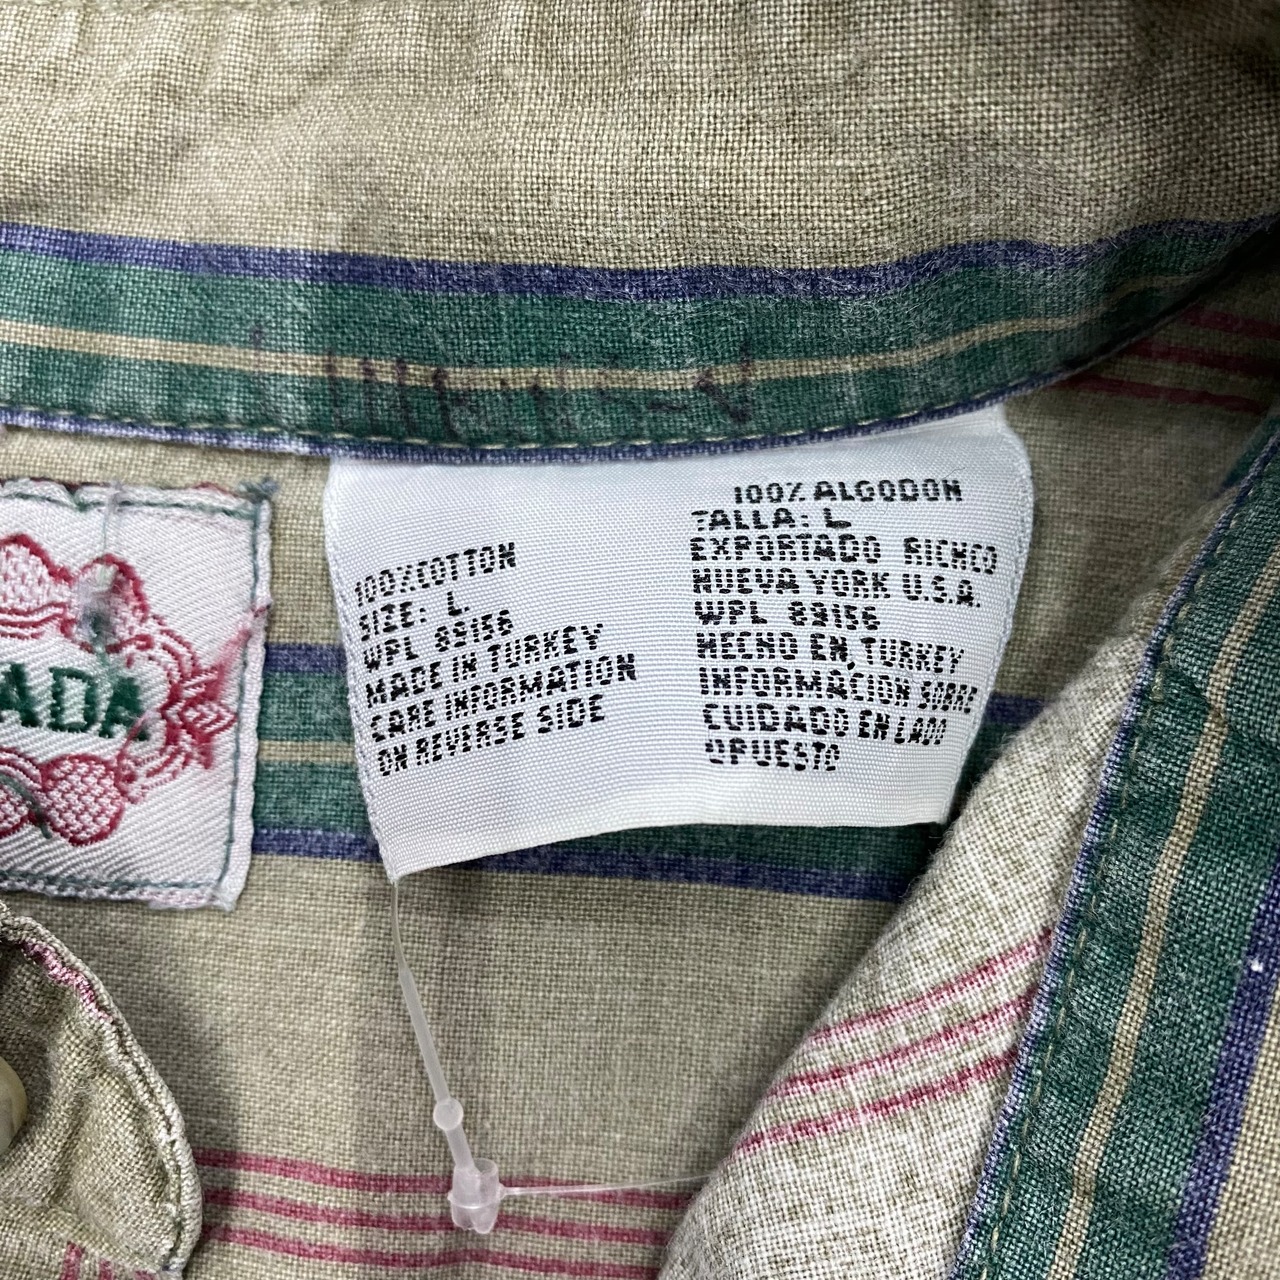 ADA
100% COTTON
SIZE: L
WPL 89156
MADE IN TURKEY
CARE INFORMATION
ON REVERSE SIDE
100% ALGODON
TALLA: L
EXPORTADO RICHCO
NUEVA YORK U.S.A.
WPL 89156
HECHO EN, TURKEY
INFORMACION SOBRE
CUIDADO EN LADO
OPUESTO